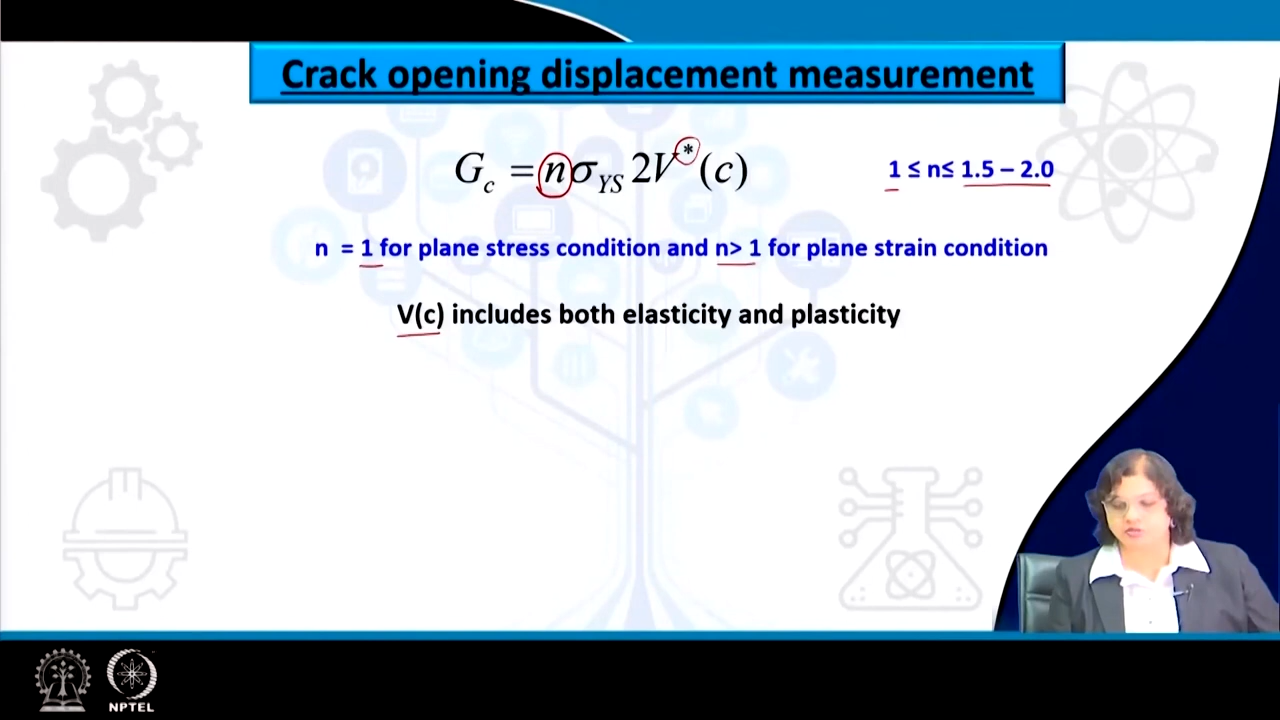 Crack opening displacement measurement
G_c = nσ_YS 2V*(c)
1 ≤ n≤ 1.5 – 2.0
n = 1 for plane stress condition and n> 1 for plane strain condition
V(c) includes both elasticity and plasticity
NPTEL